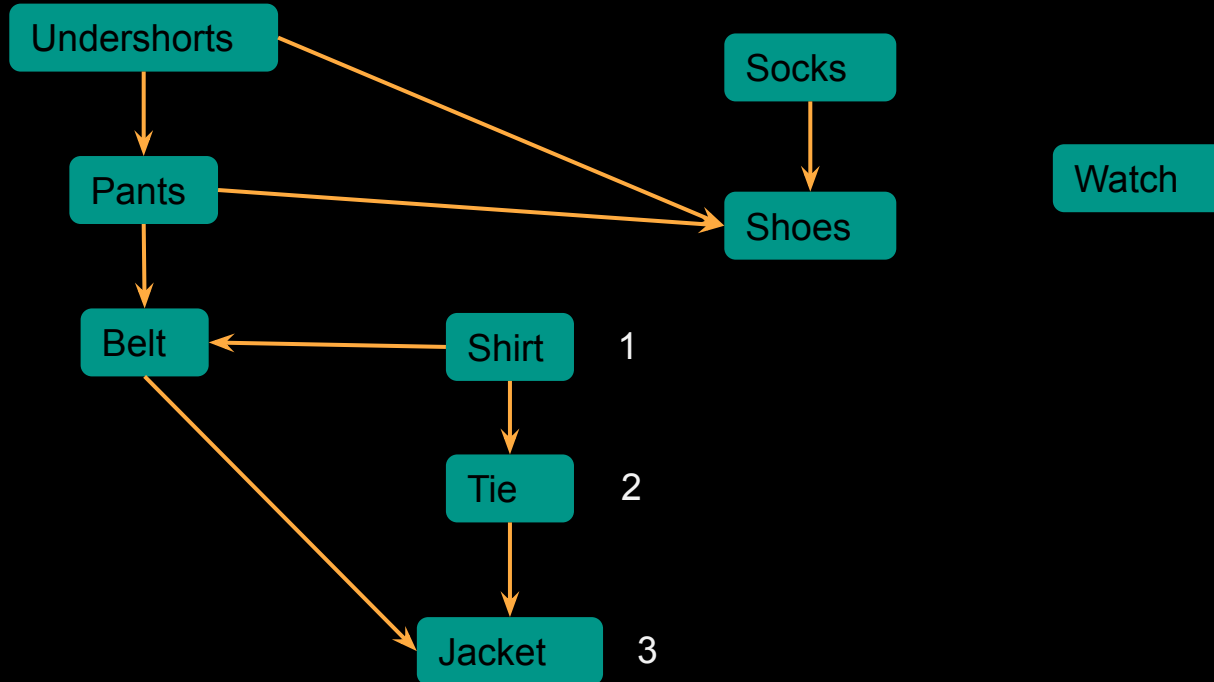 Undershorts
Socks
Watch
Pants
Shoes
Belt
Shirt
1
Tie
2
Jacket
3